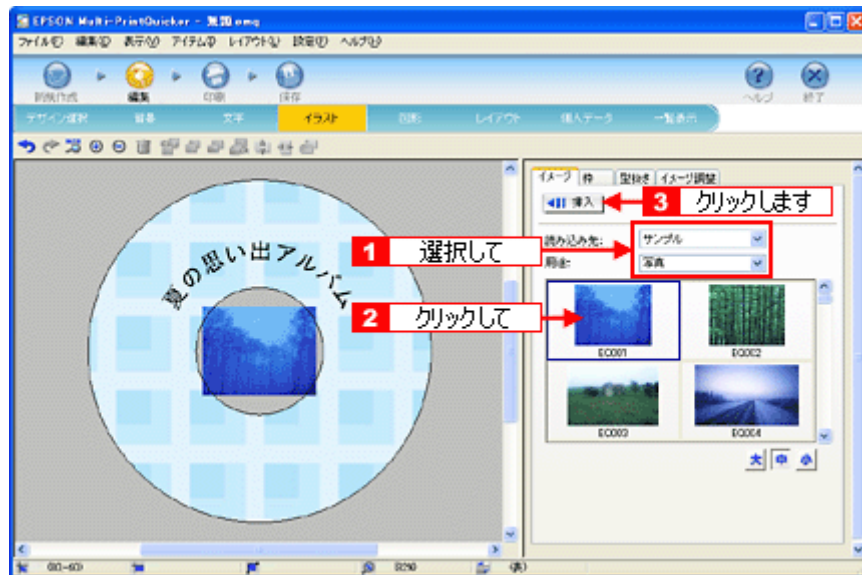 EPSON Multi-PrintQuicker - 無題.emq
ファイル(F) 編集(E) 表示(V) アイテム(I) レイアウト(L) 設定(T) ヘルプ(H)
新規作成 編集 印刷 保存 ヘルプ 終了
デザイン選択 背景 文字 イラスト 図形 レイアウト 個人データ 一覧表示
イメージ 枠 型抜き イメージ調整
挿入
3 クリックします
読み込み先: サンプル
用途: 写真
1 選択して
夏の思い出アルバム
2 クリックして
EC001 EC002
EC003 EC004
大 中 小